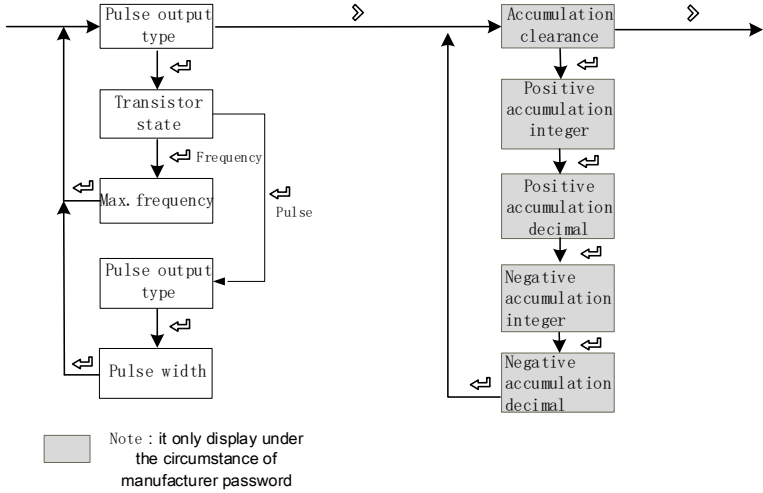 Pulse output
type
Transistor
state
Frequency
Max. frequency
Pulse
Pulse output
type
Pulse width
Accumulation
clearance
Positive
accumulation
integer
Positive
accumulation
decimal
Negative
accumulation
integer
Negative
accumulation
decimal
Note : it only display under
the circumstance of
manufacturer password